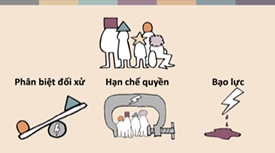 Phân biệt đối xử
Hạn chế quyền
Bạo lực